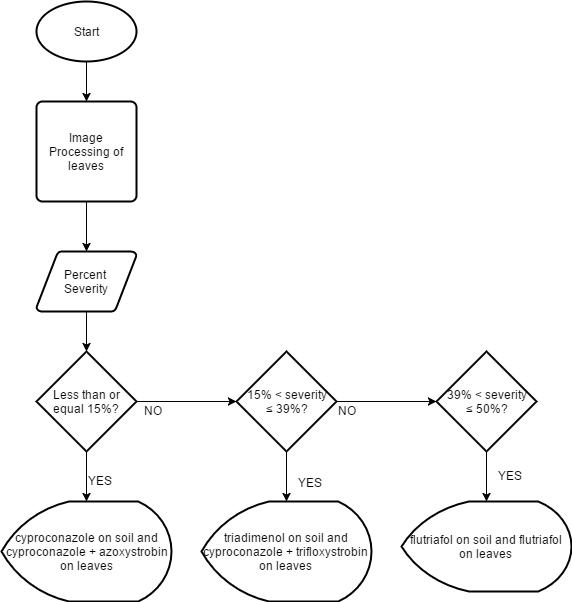 Start
Image
Processing of
leaves
Percent
Severity
Less than or
equal 15%?
NO
15% < severity
≤ 39%?
NO
39% < severity
≤ 50%?
YES
YES
YES
cyproconazole on soil and
cyproconazole + azoxystrobin
on leaves
triadimenol on soil and
cyproconazole + trifloxystrobin
on leaves
flutriafol on soil and flutriafol
on leaves